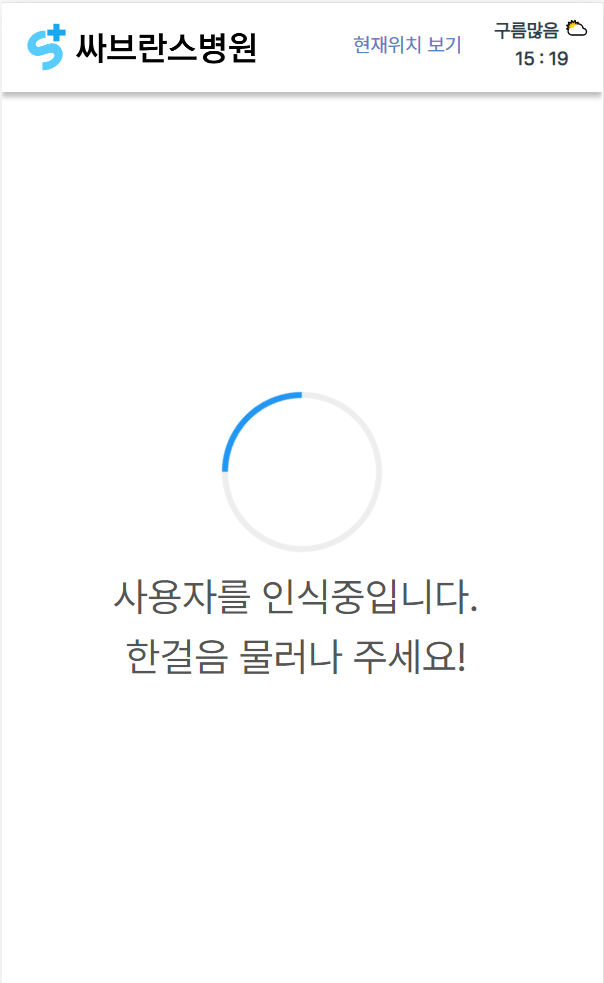 싸브란스병원
현재위치 보기
구름많음
15 : 19
사용자를 인식중입니다.
한걸음 물러나 주세요!